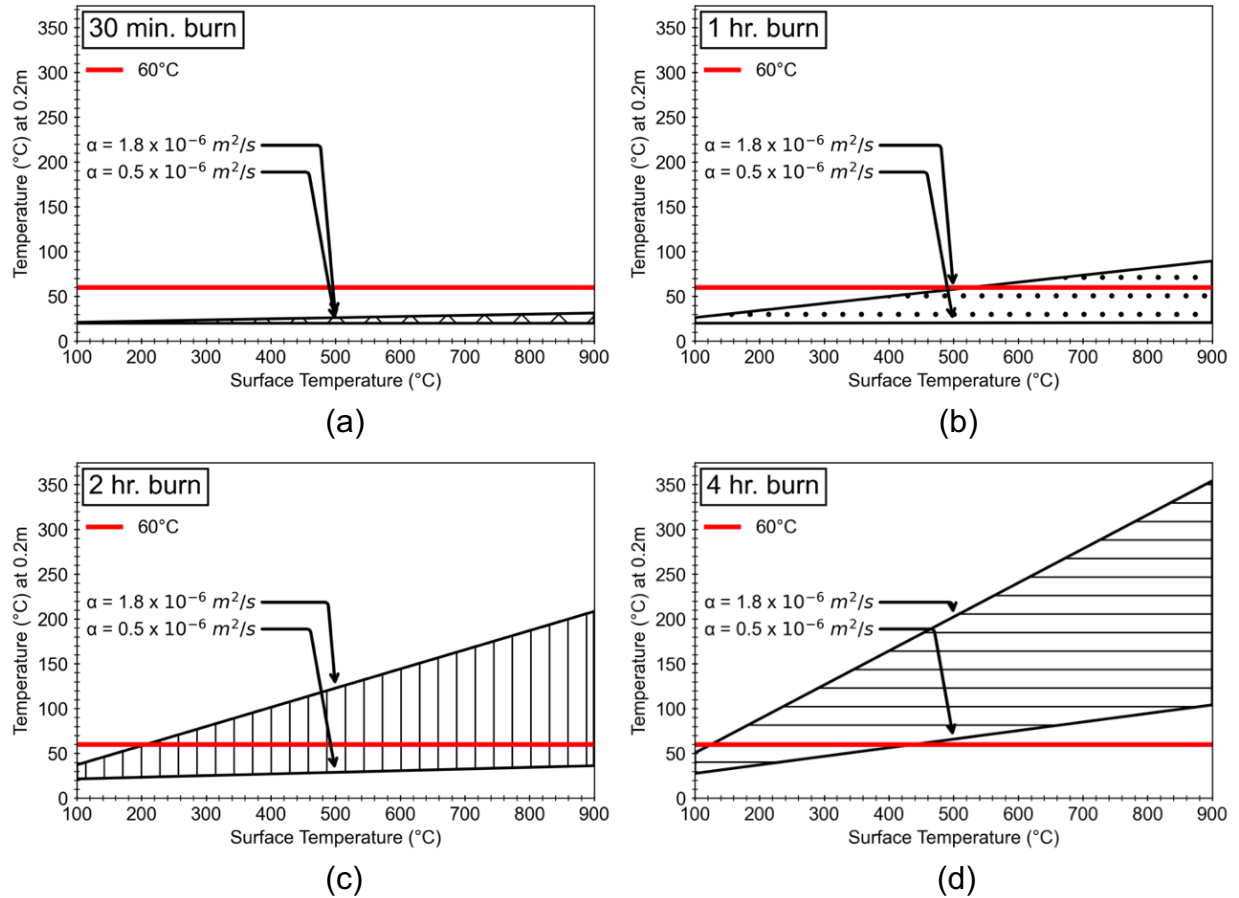 30 min. burn
60°C
α = 1.8 x 10⁻⁶ m²/s
α = 0.5 x 10⁻⁶ m²/s
Temperature (°C) at 0.2m
350
300
250
200
150
100
50
0
100 200 300 400 500 600 700 800 900
Surface Temperature (°C)
(a)
1 hr. burn
60°C
α = 1.8 x 10⁻⁶ m²/s
α = 0.5 x 10⁻⁶ m²/s
Temperature (°C) at 0.2m
350
300
250
200
150
100
50
0
100 200 300 400 500 600 700 800 900
Surface Temperature (°C)
(b)
2 hr. burn
60°C
α = 1.8 x 10⁻⁶ m²/s
α = 0.5 x 10⁻⁶ m²/s
Temperature (°C) at 0.2m
350
300
250
200
150
100
50
0
100 200 300 400 500 600 700 800 900
Surface Temperature (°C)
(c)
4 hr. burn
60°C
α = 1.8 x 10⁻⁶ m²/s
α = 0.5 x 10⁻⁶ m²/s
Temperature (°C) at 0.2m
350
300
250
200
150
100
50
0
100 200 300 400 500 600 700 800 900
Surface Temperature (°C)
(d)